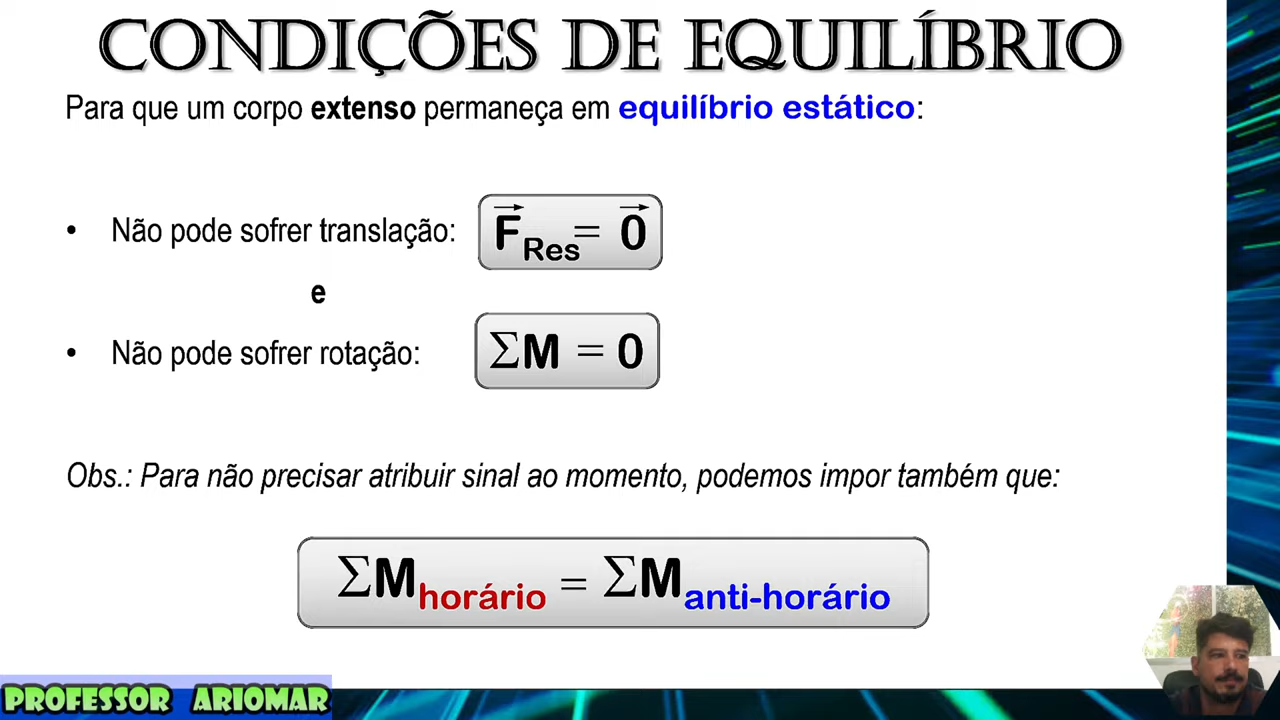 CONDIÇÕES DE EQUILÍBRIO
Para que um corpo extenso permaneça em equilíbrio estático:
• Não pode sofrer translação: F⃗Res = 0⃗
e
• Não pode sofrer rotação: ΣM = 0
Obs.: Para não precisar atribuir sinal ao momento, podemos impor também que:
ΣMhorário = ΣManti-horário
PROFESSOR ARIOMAR